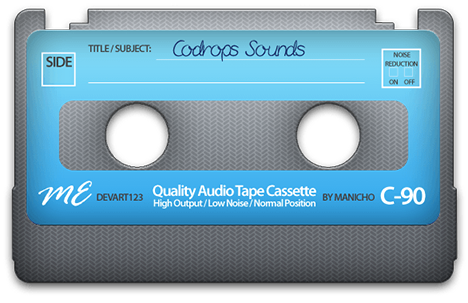 SIDE
TITLE / SUBJECT: Codrops Sounds
NOISE
REDUCTION
ON OFF
ME DEVART123
Quality Audio Tape Cassette
High Output / Low Noise / Normal Position
BY MANICHO
C-90